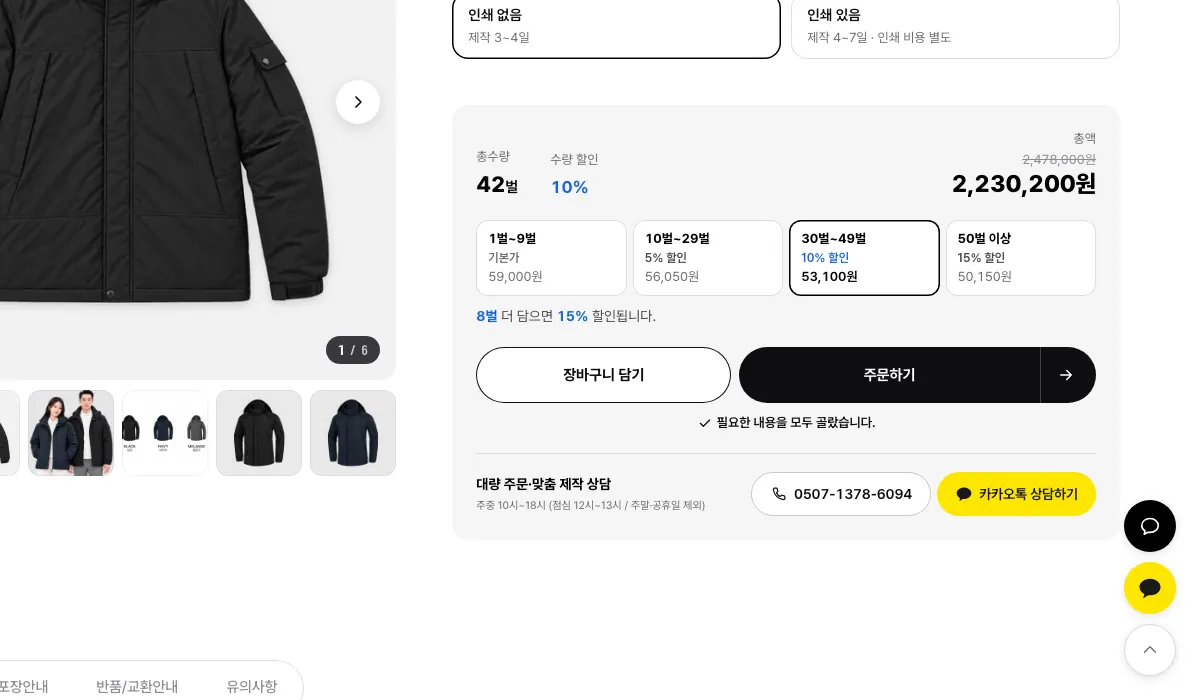 인쇄 없음
제작 3~4일
인쇄 있음
제작 4~7일 · 인쇄 비용 별도
총수량
42벌
수량 할인
10%
총액
2,478,000원
2,230,200원
1벌~9벌
기본가
59,000원
10벌~29벌
5% 할인
56,050원
30벌~49벌
10% 할인
53,100원
50벌 이상
15% 할인
50,150원
8벌 더 담으면 15% 할인됩니다.
장바구니 담기
주문하기
필요한 내용을 모두 골랐습니다.
대량 주문·맞춤 제작 상담
주중 10시~18시 (점심 12시~13시 / 주말·공휴일 제외)
0507-1378-6094
카카오톡 상담하기
1 / 6
BLACK
NAVY
포장안내
반품/교환안내
유의사항